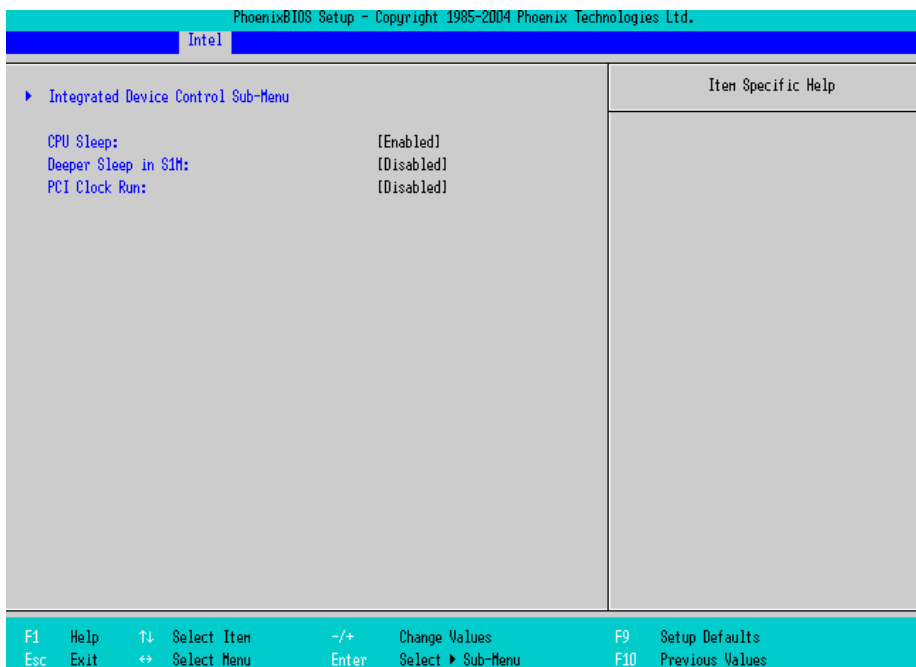 PhoenixBIOS Setup - Copyright 1985-2004 Phoenix Technologies Ltd.
Intel
▶ Integrated Device Control Sub-Menu
Item Specific Help
CPU Sleep: [Enabled]
Deeper Sleep in S1M: [Disabled]
PCI Clock Run: [Disabled]
F1 Help ↑↓ Select Item -/+ Change Values F9 Setup Defaults
Esc Exit ↔ Select Menu Enter Select ▶ Sub-Menu F10 Previous Values